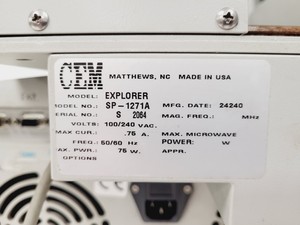 CEM MATTHEWS, NC MADE IN USA
MODEL: EXPLORER
MODEL NO.: SP-1271A MFG. DATE: 24240
SERIAL NO.: S 2064 MAG. FREQ.: MHz
VOLTS: 100/240 VAC.
MAX CUR.: .75 A. MAX. MICROWAVE
FREQ.: 50/60 Hz POWER: W
MAX. PWR.: 75 W. APPR.
OPTIONS